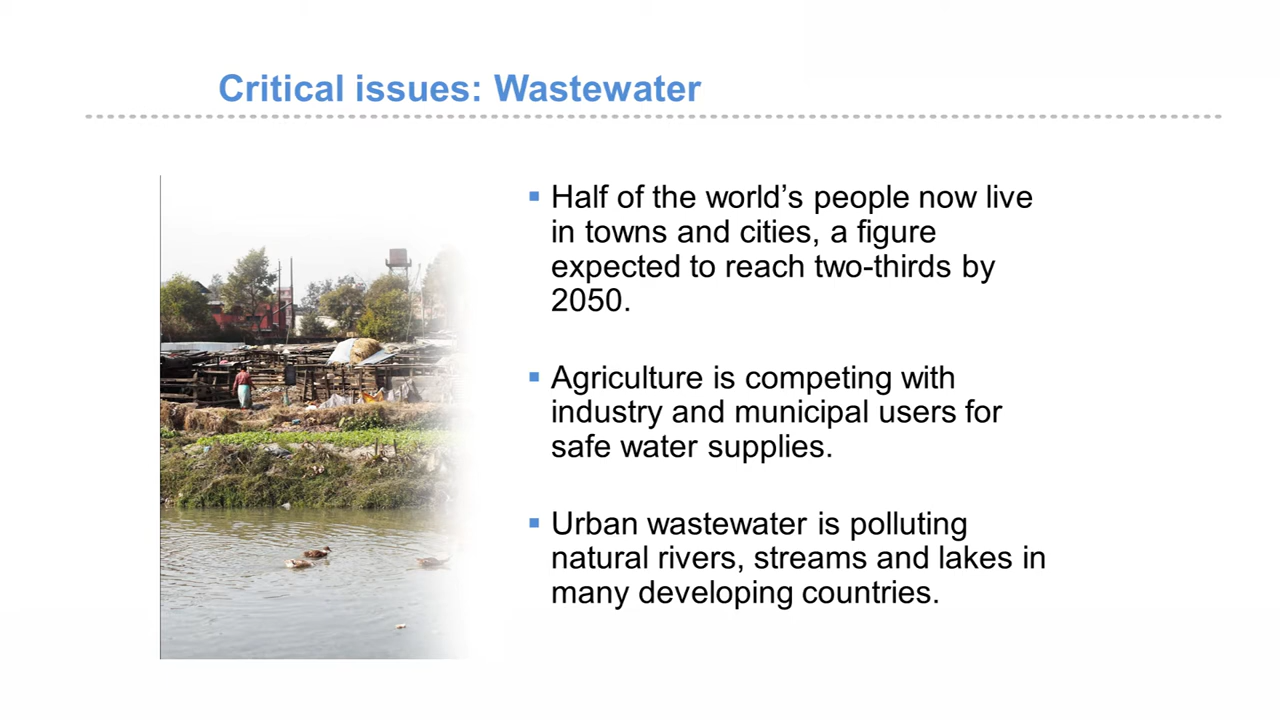 Critical issues: Wastewater
Half of the world’s people now live
in towns and cities, a figure
expected to reach two-thirds by
2050.
Agriculture is competing with
industry and municipal users for
safe water supplies.
Urban wastewater is polluting
natural rivers, streams and lakes in
many developing countries.